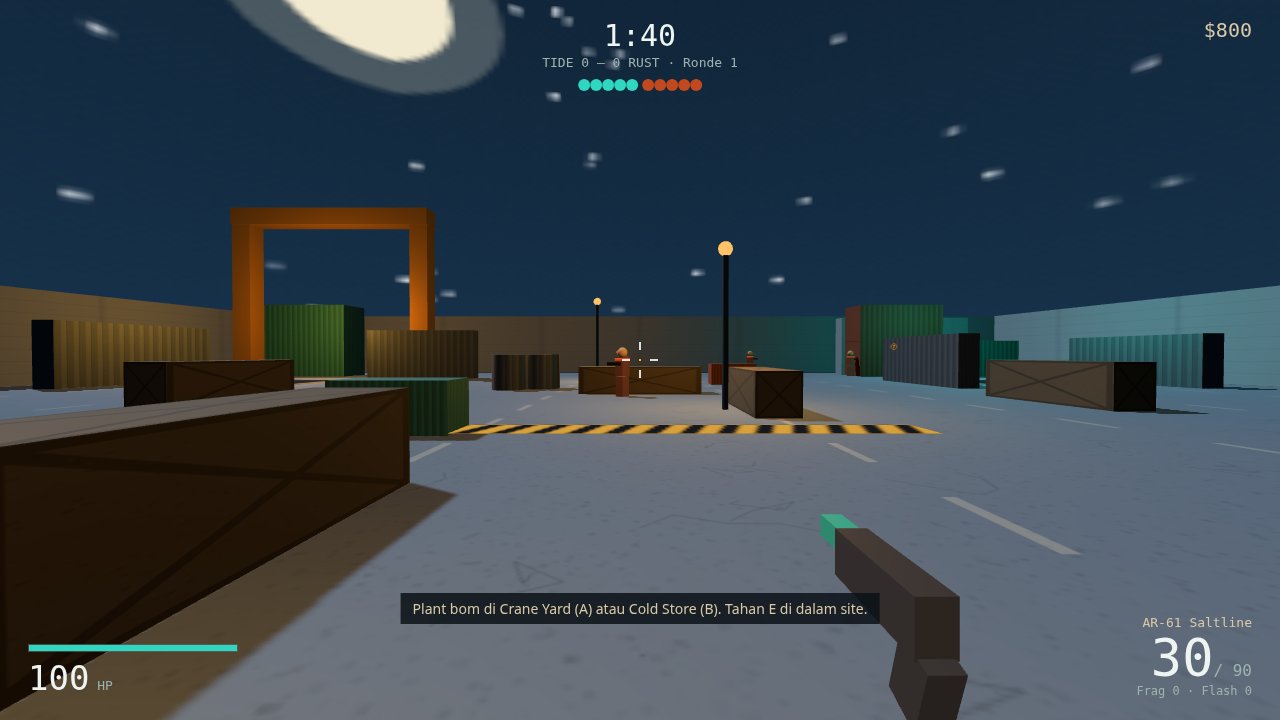 1:40
$800
TIDE 0 — 0 RUST · Ronde 1
Plant bom di Crane Yard (A) atau Cold Store (B). Tahan E di dalam site.
100 HP
AR-61 Saltline
30 / 90
Frag 0 · Flash 0